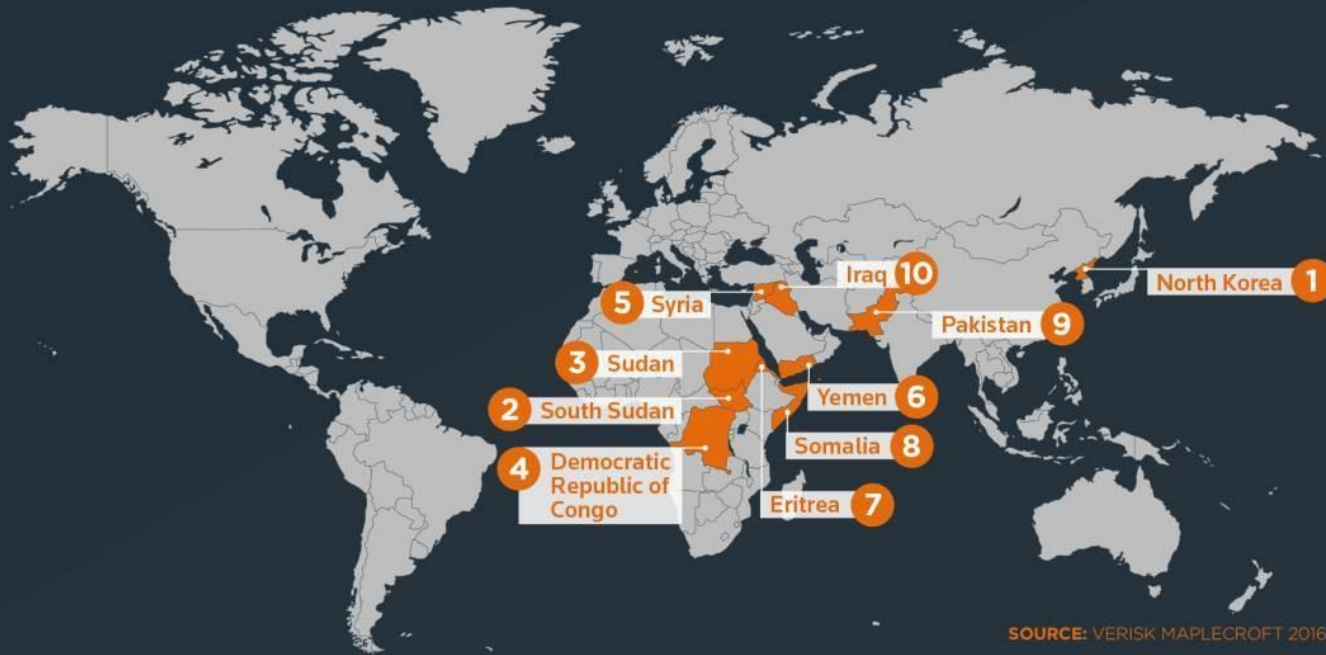 Iraq 10
5 Syria
North Korea 1
Pakistan 9
3 Sudan
Yemen 6
2 South Sudan
Somalia 8
4 Democratic
Republic of
Congo
Eritrea 7
SOURCE: VERISK MAPLECROFT 2016